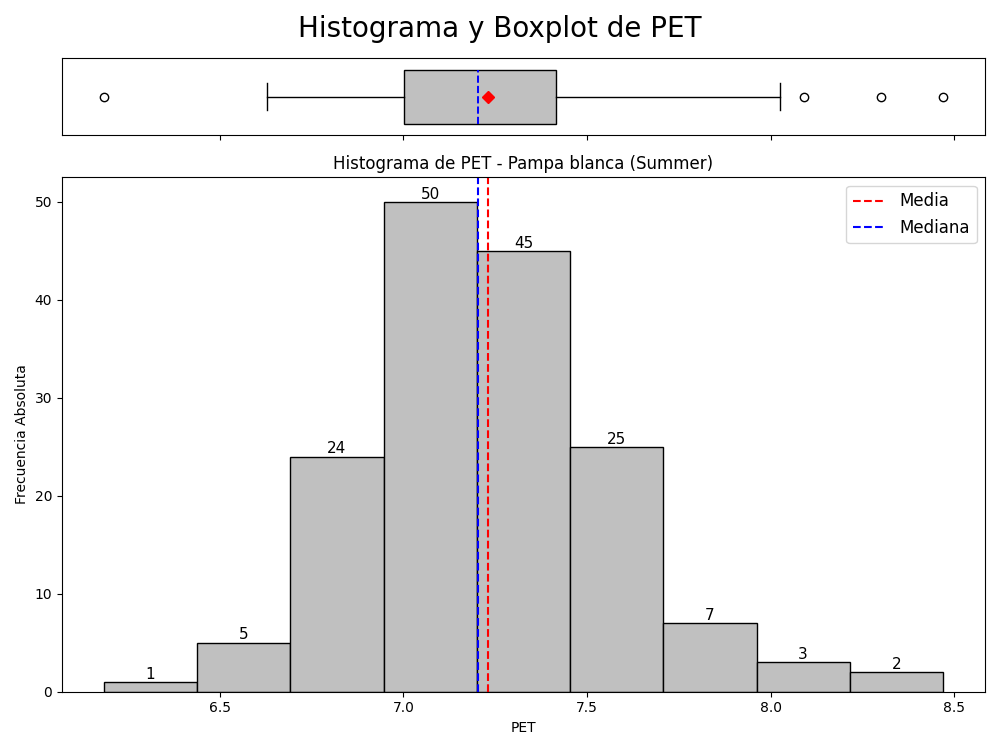 Histograma y Boxplot de PET
Histograma de PET - Pampa blanca (Summer)
Media
Mediana
50
45
24
25
5
1
7
3
2
50
40
30
20
10
0
Frecuencia Absoluta
6.5 7.0 7.5 8.0 8.5
PET